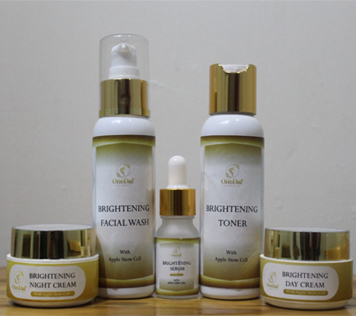 BRIGHTENING
FACIAL WASH
With
Apple Stem Cell
BRIGHTENING
TONER
With
Apple Stem Cell
BRIGHTENING
SERUM
BRIGHTENING
NIGHT CREAM
BRIGHTENING
DAY CREAM